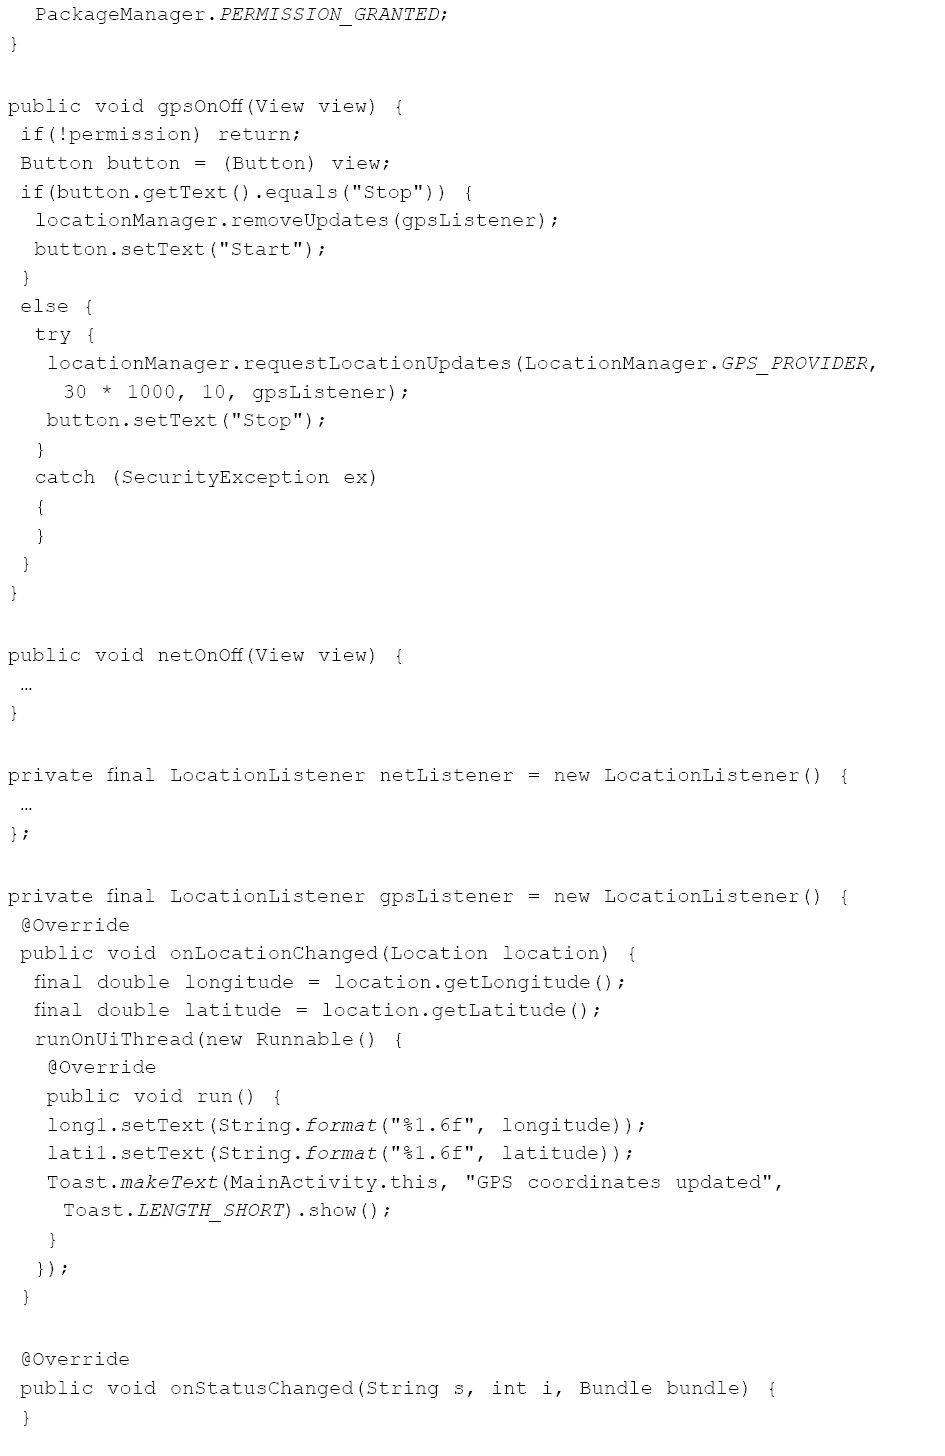 PackageManager.PERMISSION_GRANTED;
}
public void gpsOnOff(View view) {
if(!permission) return;
Button button = (Button) view;
if(button.getText().equals("Stop")) {
locationManager.removeUpdates(gpsListener);
button.setText("Start");
}
else {
try {
locationManager.requestLocationUpdates(LocationManager.GPS_PROVIDER,
30 * 1000, 10, gpsListener);
button.setText("Stop");
}
catch (SecurityException ex)
{
}
}
}
public void netOnOff(View view) {
…
}
private final LocationListener netListener = new LocationListener() {
…
};
private final LocationListener gpsListener = new LocationListener() {
@Override
public void onLocationChanged(Location location) {
final double longitude = location.getLongitude();
final double latitude = location.getLatitude();
runOnUiThread(new Runnable() {
@Override
public void run() {
long1.setText(String.format("%1.6f", longitude));
lati1.setText(String.format("%1.6f", latitude));
Toast.makeText(MainActivity.this, "GPS coordinates updated",
Toast.LENGTH_SHORT).show();
}
});
}
@Override
public void onStatusChanged(String s, int i, Bundle bundle) {
}